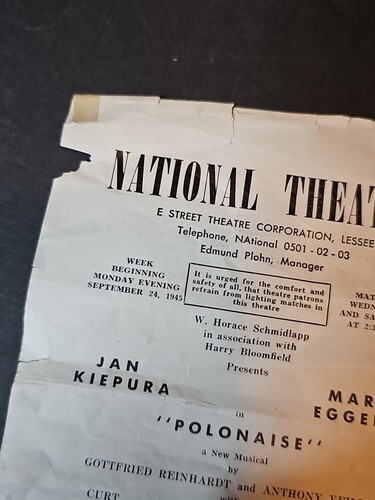 NATIONAL
E STREET THEATRE CORPORATION, LESSEE
Telephone, NAtional 0501 - 02 - 03
Edmund Plohn, Manager
WEEK
BEGINNING
MONDAY EVENING
SEPTEMBER 24, 1945
It is urged for the comfort and
safety of all, that theatre patrons
refrain from lighting matches in
this theatre
AND
AT
W. Horace Schmidlapp
in association with
Harry Bloomfield
Presents
JAN
KIEPURA
in
"POLONAISE"
a New Musical
by
GOTTFRIED REINHARDT and ANTHONY
CURT